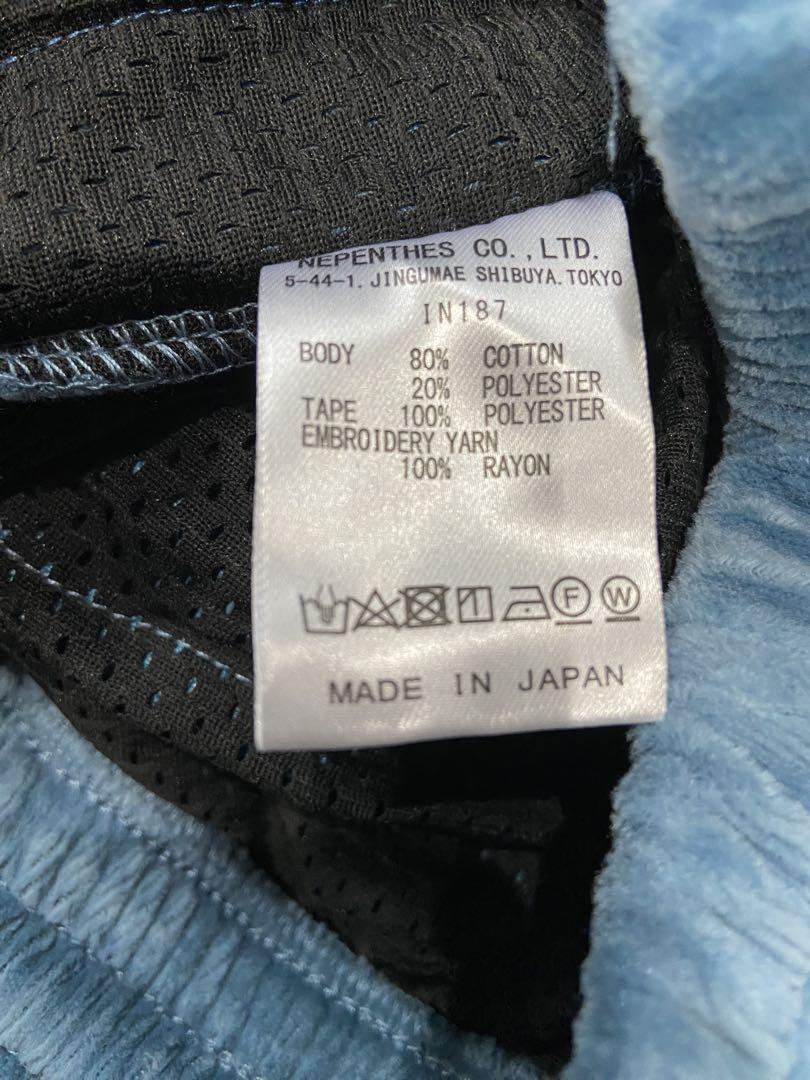 NEPENTHES CO.,LTD.
5-44-1, JINGUMAE SHIBUYA.TOKYO
IN187
BODY 80% COTTON
20% POLYESTER
TAPE 100% POLYESTER
EMBROIDERY YARN
100% RAYON
F W
MADE IN JAPAN